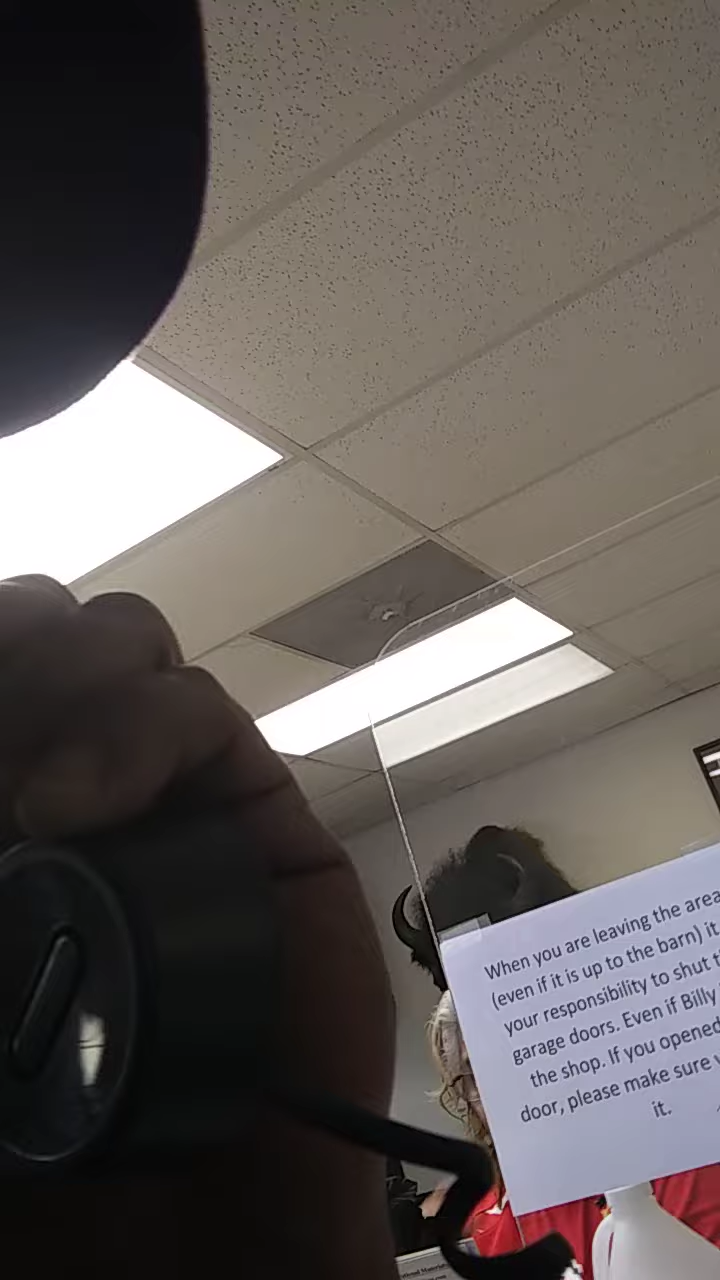 When you are leaving the area
(even if it is up to the barn) it
your responsibility to shut
garage doors. Even if Billy
the shop. If you opened
door, please make sure
it.